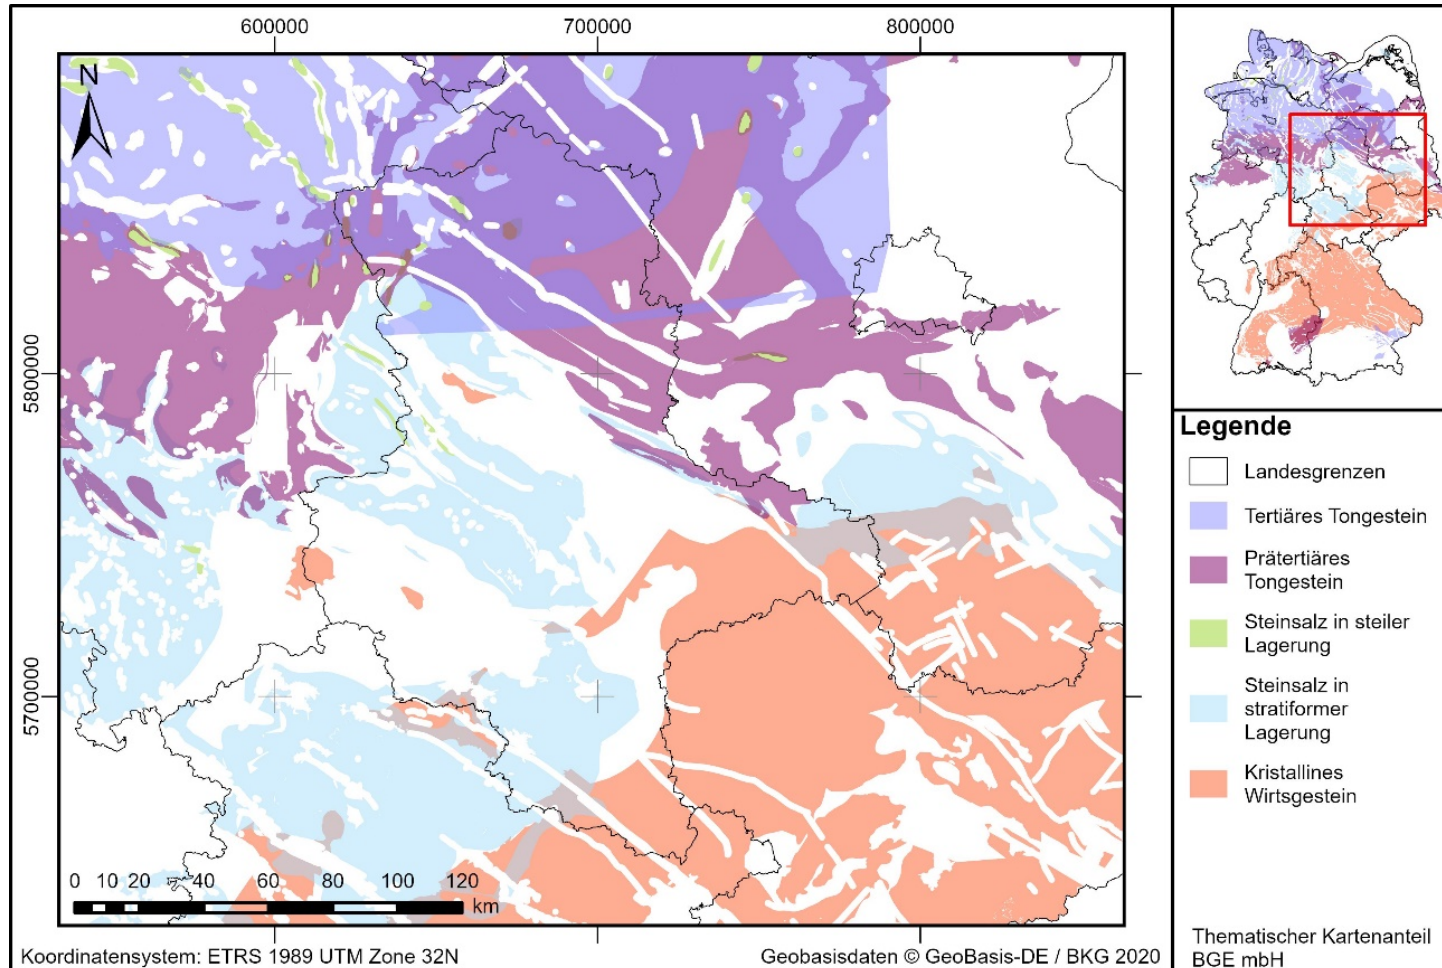 600000 700000 800000
N
5800000
5700000
0 10 20 40 60 80 100 120
km
Koordinatensystem: ETRS 1989 UTM Zone 32N
Geobasisdaten © GeoBasis-DE / BKG 2020
Legende
Landesgrenzen
Tertiäres Tongestein
Prätertiäres
Tongestein
Steinsalz in steiler
Lagerung
Steinsalz in
stratiformer
Lagerung
Kristallines
Wirtsgestein
Thematischer Kartenanteil
BGE mbH